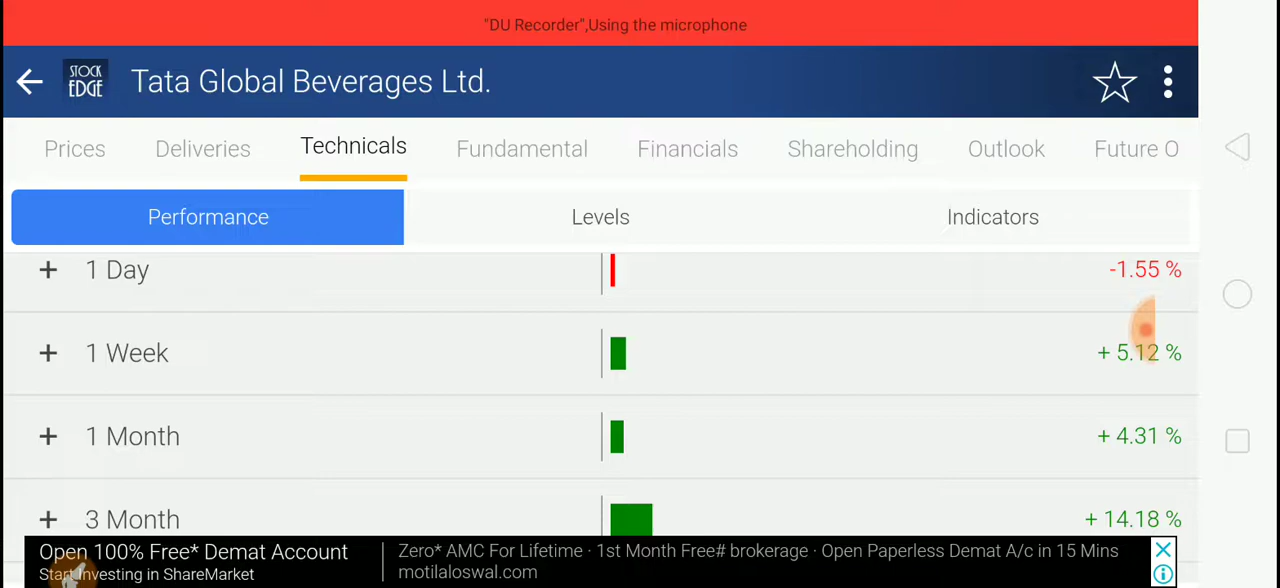 "DU Recorder",Using the microphone
STOCK
EDGE
Tata Global Beverages Ltd.
Prices Deliveries Technicals Fundamental Financials Shareholding Outlook Future O
Performance Levels Indicators
+ 1 Day -1.55 %
+ 1 Week + 5.12 %
+ 1 Month + 4.31 %
+ 3 Month + 14.18 %
Open 100% Free* Demat Account
Start Investing in ShareMarket
Zero* AMC For Lifetime · 1st Month Free# brokerage · Open Paperless Demat A/c in 15 Mins
motilaloswal.com